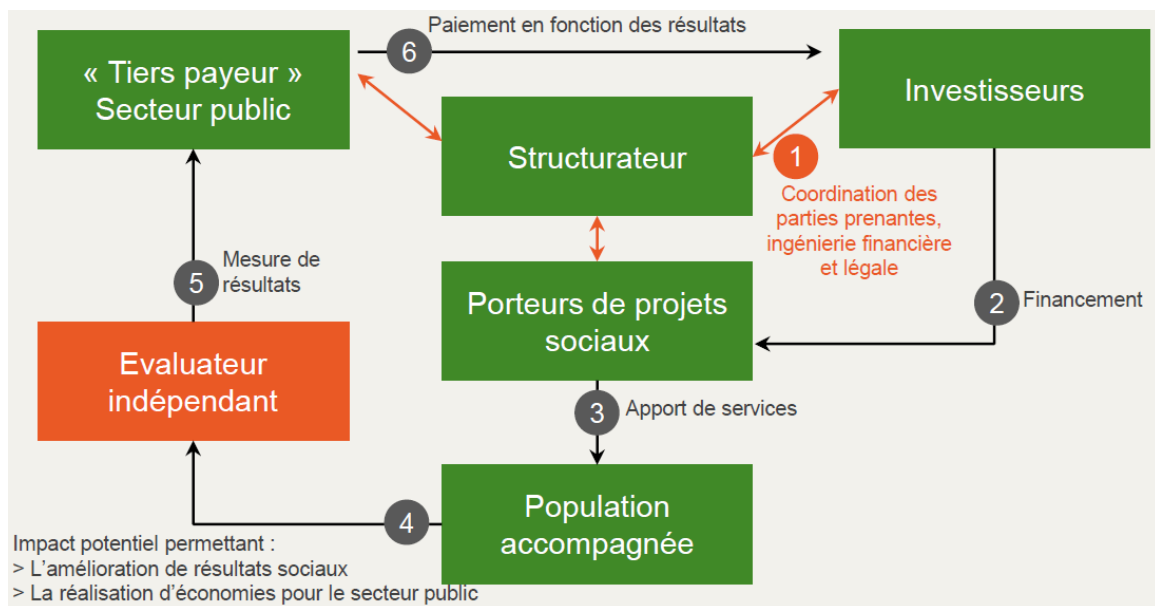 Paiement en fonction des résultats
6
« Tiers payeur »
Secteur public
Investisseurs
Structurateur
1
Coordination des
parties prenantes,
ingénierie financière
et légale
Mesure de
résultats
5
Porteurs de projets
sociaux
2
Financement
Evaluateur
indépendant
3
Apport de services
Population
accompagnée
4
Impact potentiel permettant :
> L’amélioration de résultats sociaux
> La réalisation d’économies pour le secteur public